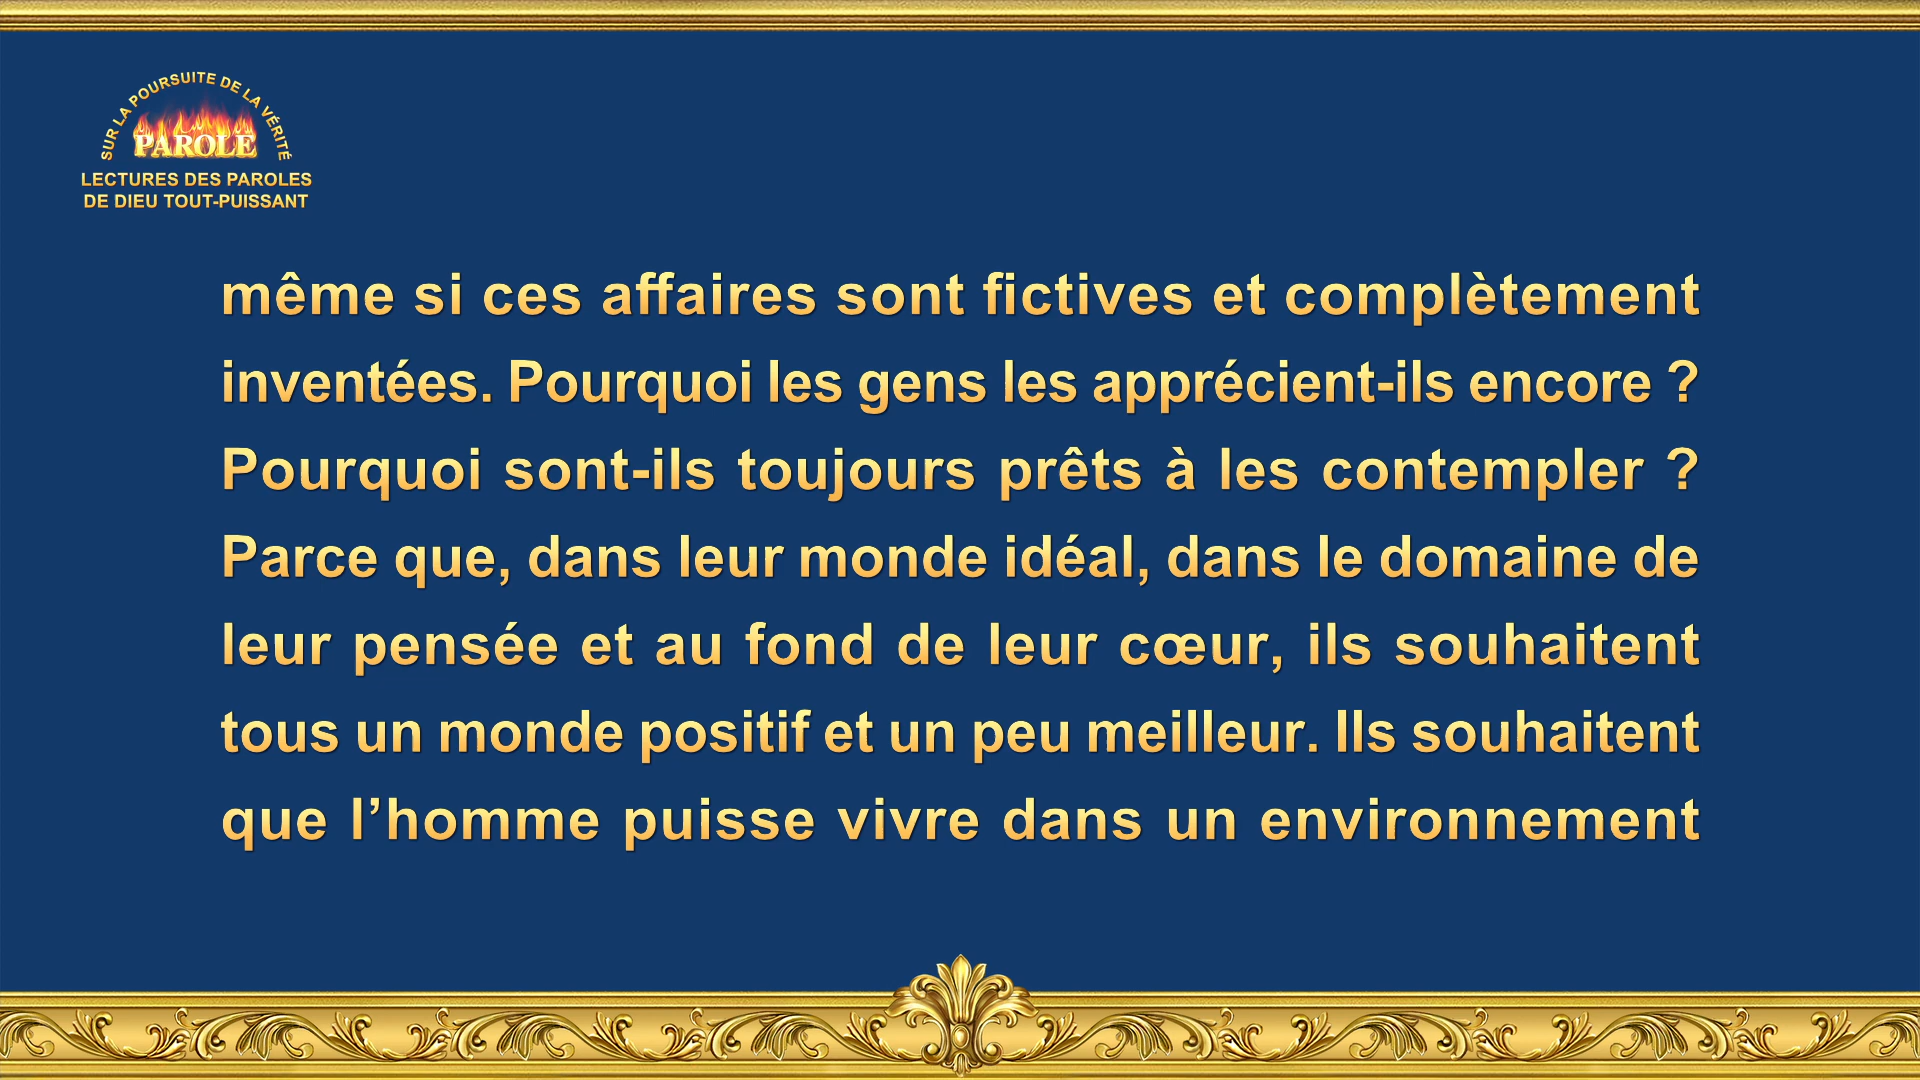 SUR LA POURSUITE DE LA VÉRITÉ
PAROLE
LECTURES DES PAROLES
DE DIEU TOUT-PUISSANT
même si ces affaires sont fictives et complètement
inventées. Pourquoi les gens les apprécient-ils encore ?
Pourquoi sont-ils toujours prêts à les contempler ?
Parce que, dans leur monde idéal, dans le domaine de
leur pensée et au fond de leur cœur, ils souhaitent
tous un monde positif et un peu meilleur. Ils souhaitent
que l’homme puisse vivre dans un environnement